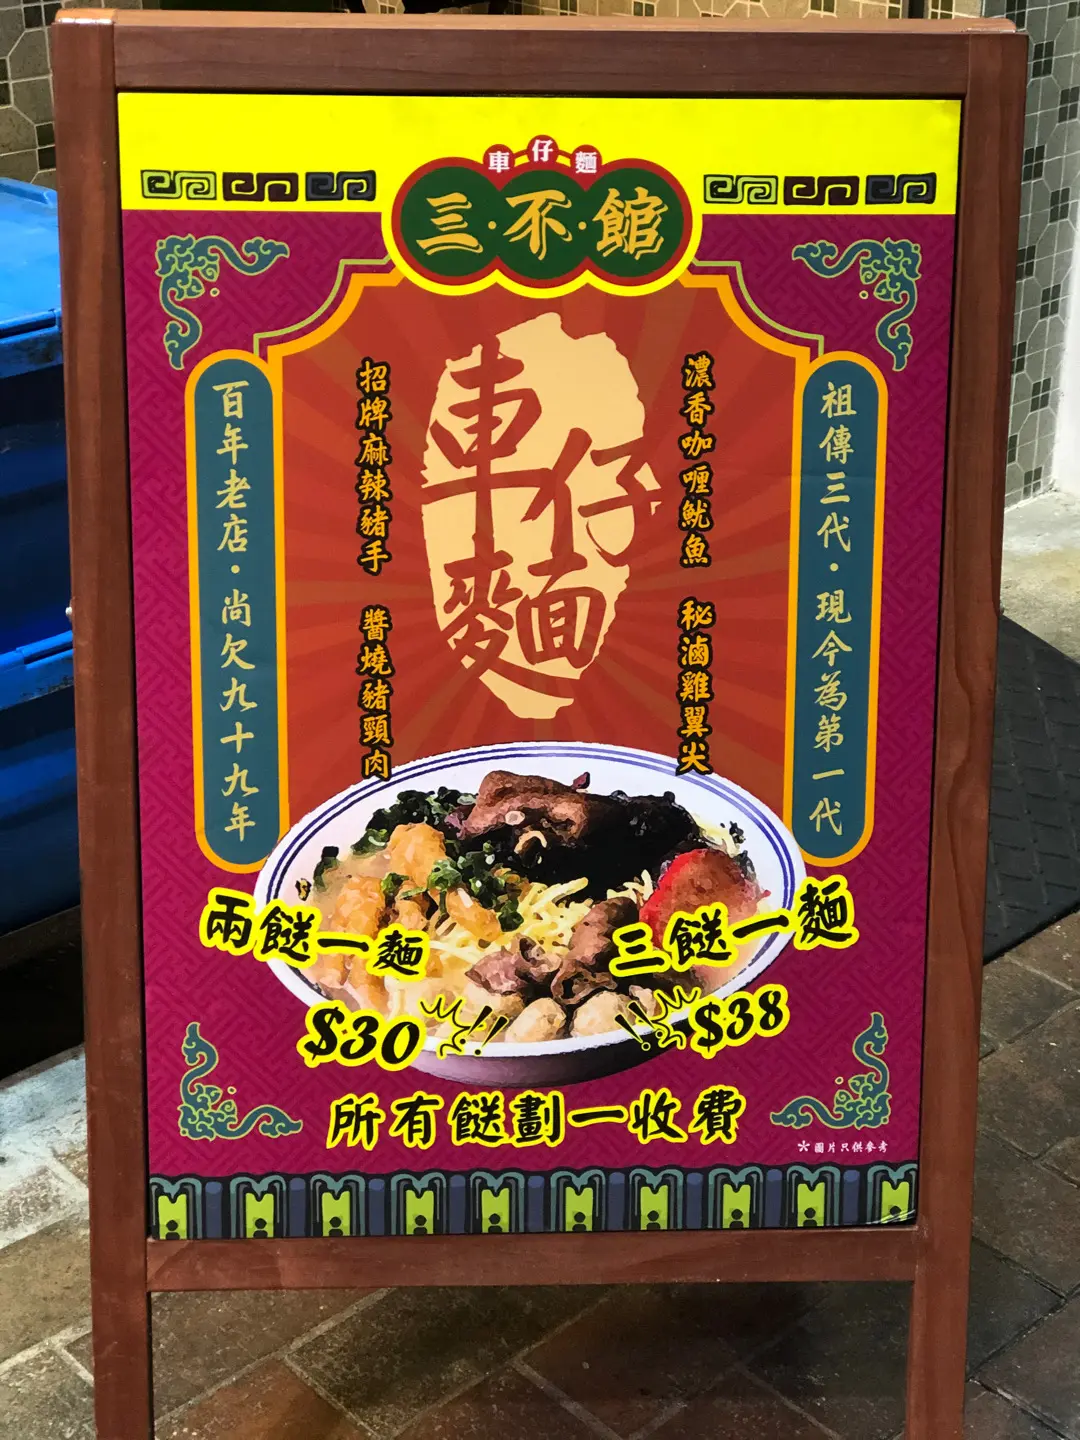 車仔麵
三·不·館
車仔麵
祖傳三代·現今為第一代
濃香咖喱魷魚 秘滷雞翼尖
招牌麻辣豬手 醬燒豬頸肉
百年老店·尚欠九十九年
兩餸一麵
$30
三餸一麵
$38
所有餸劃一收費
*圖片只供參考